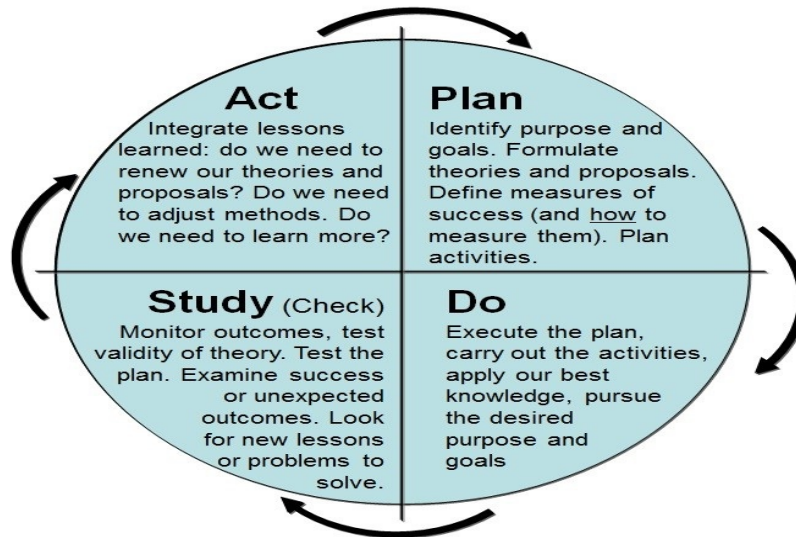 Act
Integrate lessons
learned: do we need to
renew our theories and
proposals? Do we need
to adjust methods. Do
we need to learn more?
Plan
Identify purpose and
goals. Formulate
theories and proposals.
Define measures of
success (and how to
measure them). Plan
activities.
Study (Check)
Monitor outcomes, test
validity of theory. Test the
plan. Examine success
or unexpected
outcomes. Look
for new lessons
or problems to
solve.
Do
Execute the plan,
carry out the activities,
apply our best
knowledge, pursue
the desired
purpose and
goals